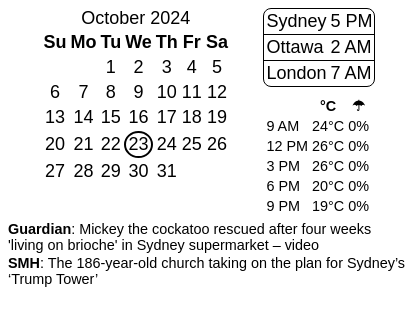 October 2024
Su Mo Tu We Th Fr Sa
1 2 3 4 5
6 7 8 9 10 11 12
13 14 15 16 17 18 19
20 21 22 23 24 25 26
27 28 29 30 31
Sydney 5 PM
Ottawa 2 AM
London 7 AM
°C ☂
9 AM 24°C 0%
12 PM 26°C 0%
3 PM 26°C 0%
6 PM 20°C 0%
9 PM 19°C 0%
Guardian: Mickey the cockatoo rescued after four weeks
'living on brioche' in Sydney supermarket – video
SMH: The 186-year-old church taking on the plan for Sydney’s
‘Trump Tower’